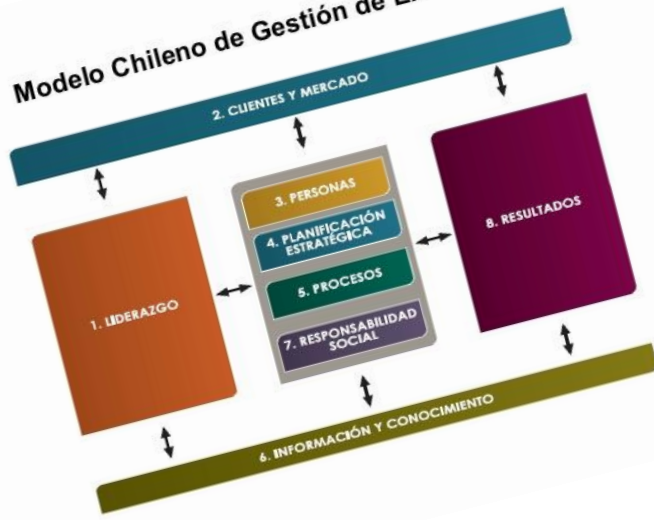 Modelo Chileno de Gestión de
2. CLIENTES Y MERCADO
3. PERSONAS
4. PLANIFICACIÓN
ESTRATÉGICA
5. PROCESOS
7. RESPONSABILIDAD
SOCIAL
1. LIDERAZGO
8. RESULTADOS
6. INFORMACIÓN Y CONOCIMIENTO